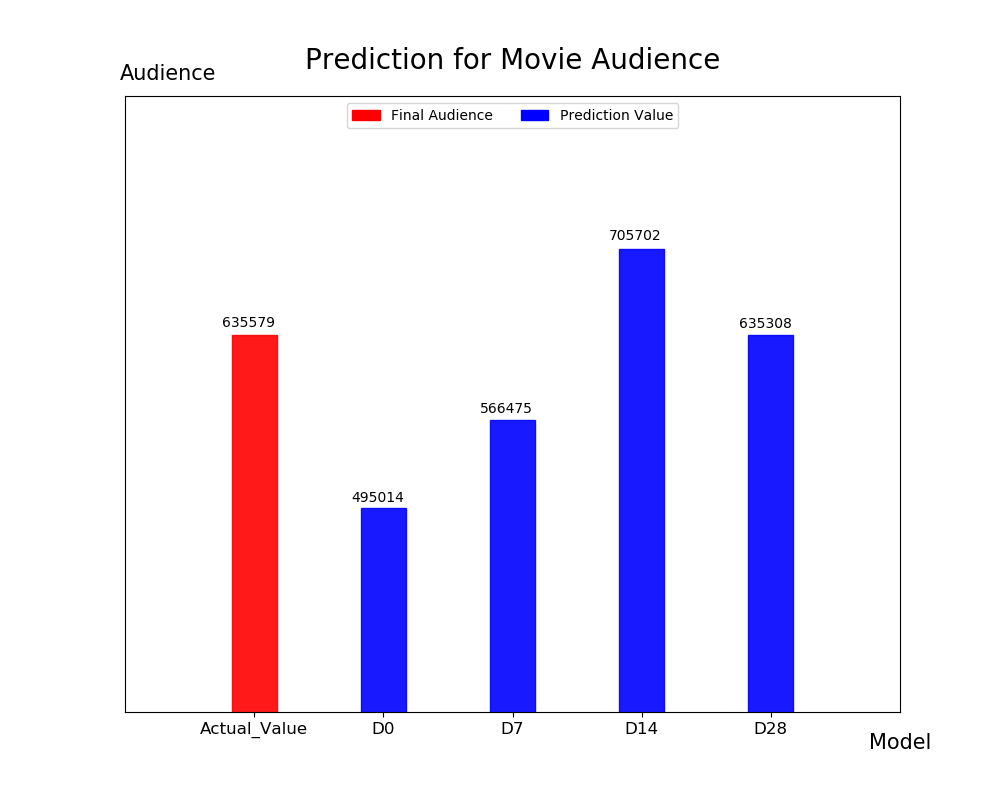 Prediction for Movie Audience
Audience
Final Audience Prediction Value
705702
635579
635308
566475
495014
Actual_Value D0 D7 D14 D28
Model